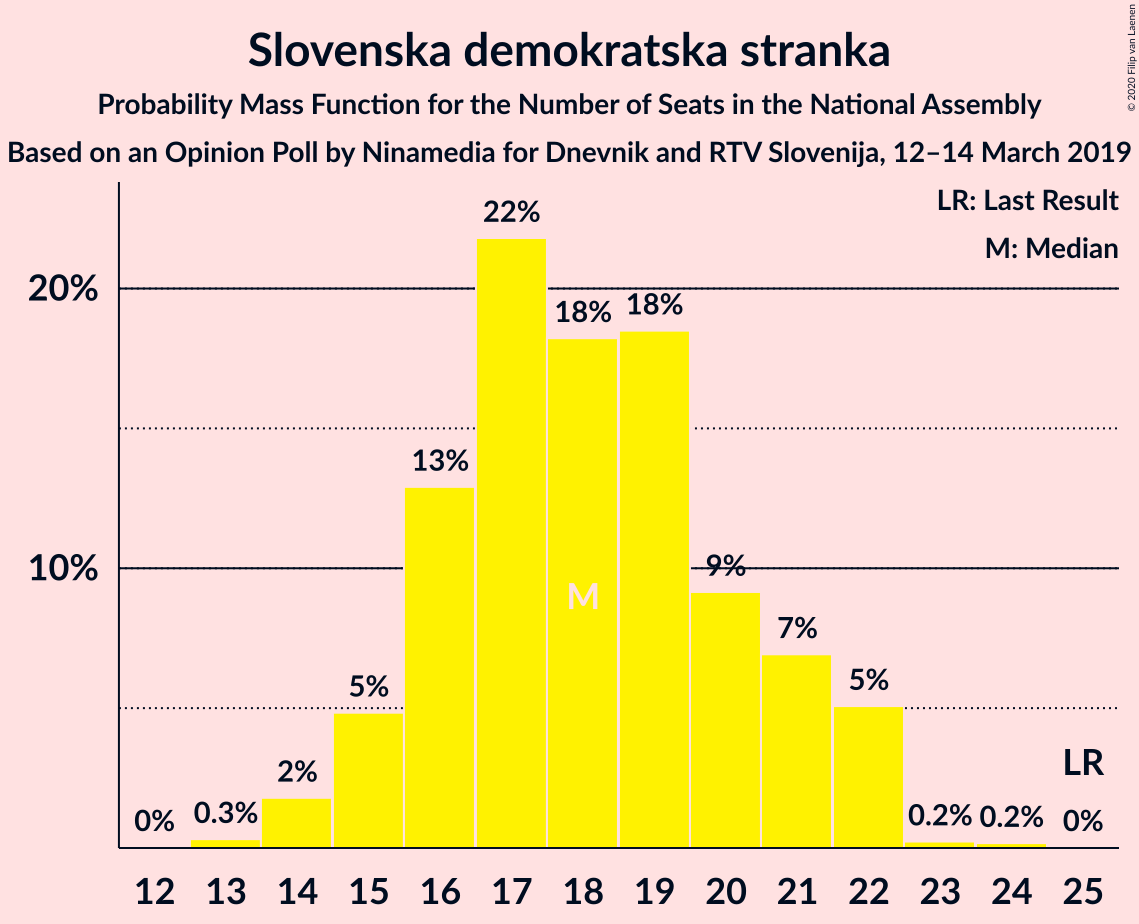 Slovenska demokratska stranka
Probability Mass Function for the Number of Seats in the National Assembly
Based on an Opinion Poll by Ninamedia for Dnevnik and RTV Slovenija, 12–14 March 2019
© 2020 Filip van Laenen
LR: Last Result
M: Median
20%
10%
0%
0.3%
2%
5%
13%
22%
18%
18%
9%
7%
5%
0.2%
0.2%
0%
M
LR
12 13 14 15 16 17 18 19 20 21 22 23 24 25